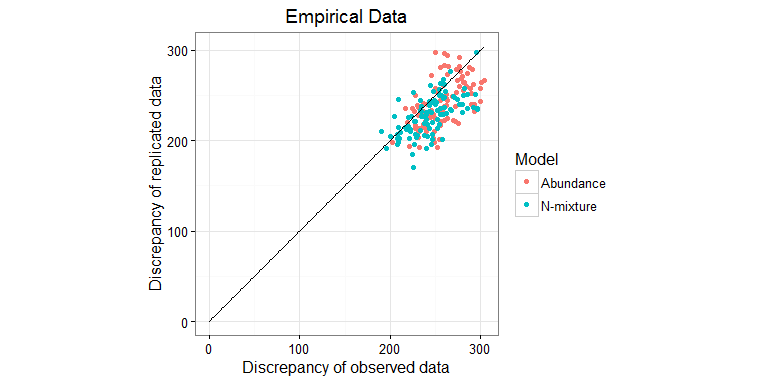 Empirical Data
Discrepancy of replicated data
300
200
100
0
0 100 200 300
Discrepancy of observed data
Model
Abundance
N-mixture